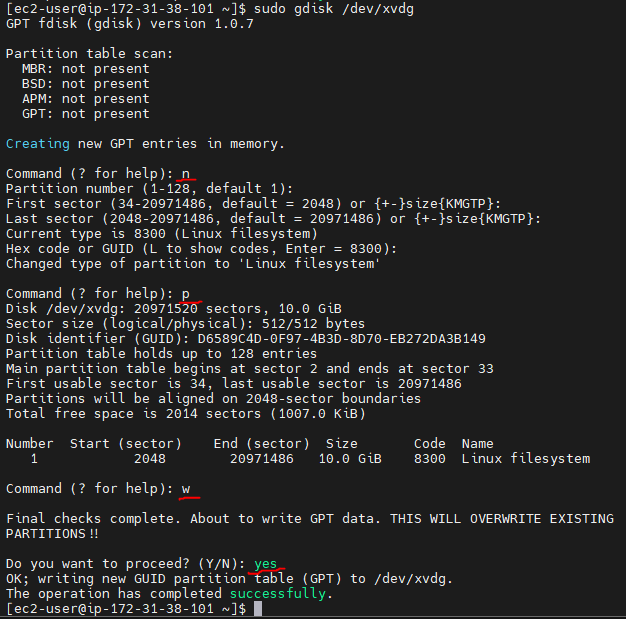 [ec2-user@ip-172-31-38-101 ~]$ sudo gdisk /dev/xvdg
GPT fdisk (gdisk) version 1.0.7
Partition table scan:
MBR: not present
BSD: not present
APM: not present
GPT: not present
Creating new GPT entries in memory.
Command (? for help): n
Partition number (1-128, default 1):
First sector (34-20971486, default = 2048) or {+-}size{KMGTP}:
Last sector (2048-20971486, default = 20971486) or {+-}size{KMGTP}:
Current type is 8300 (Linux filesystem)
Hex code or GUID (L to show codes, Enter = 8300):
Changed type of partition to 'Linux filesystem'
Command (? for help): p
Disk /dev/xvdg: 20971520 sectors, 10.0 GiB
Sector size (logical/physical): 512/512 bytes
Disk identifier (GUID): D6589C4D-0F97-4B3D-8D70-EB272DA3B149
Partition table holds up to 128 entries
Main partition table begins at sector 2 and ends at sector 33
First usable sector is 34, last usable sector is 20971486
Partitions will be aligned on 2048-sector boundaries
Total free space is 2014 sectors (1007.0 KiB)
Number  Start (sector)    End (sector)  Size       Code  Name
1            2048        20971486   10.0 GiB    8300  Linux filesystem
Command (? for help): w
Final checks complete. About to write GPT data. THIS WILL OVERWRITE EXISTING
PARTITIONS!!
Do you want to proceed? (Y/N): yes
OK; writing new GUID partition table (GPT) to /dev/xvdg.
The operation has completed successfully.
[ec2-user@ip-172-31-38-101 ~]$